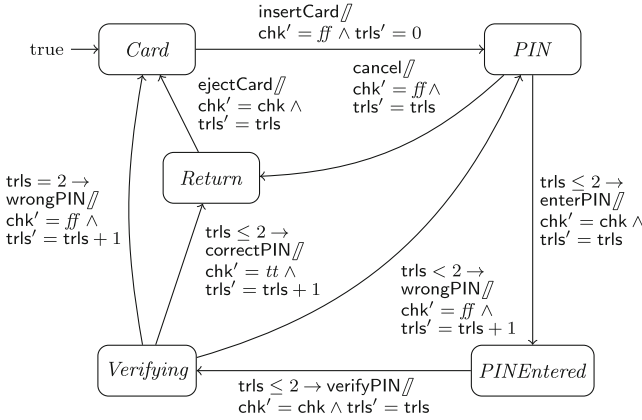 insertCard⫽
chk′ = ff ∧ trls′ = 0
true
Card
PIN
cancel⫽
chk′ = ff ∧
trls′ = trls
ejectCard⫽
chk′ = chk ∧
trls′ = trls
Return
trls = 2 →
wrongPIN⫽
chk′ = ff ∧
trls′ = trls + 1
trls ≤ 2 →
enterPIN⫽
chk′ = chk ∧
trls′ = trls
trls ≤ 2 →
correctPIN⫽
chk′ = tt ∧
trls′ = trls + 1
trls < 2 →
wrongPIN⫽
chk′ = ff ∧
trls′ = trls + 1
Verifying
PINEntered
trls ≤ 2 → verifyPIN⫽
chk′ = chk ∧ trls′ = trls